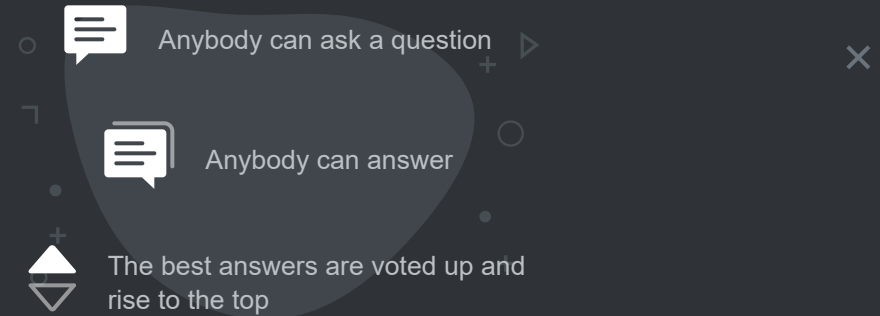 Anybody can ask a question
Anybody can answer
The best answers are voted up and
rise to the top